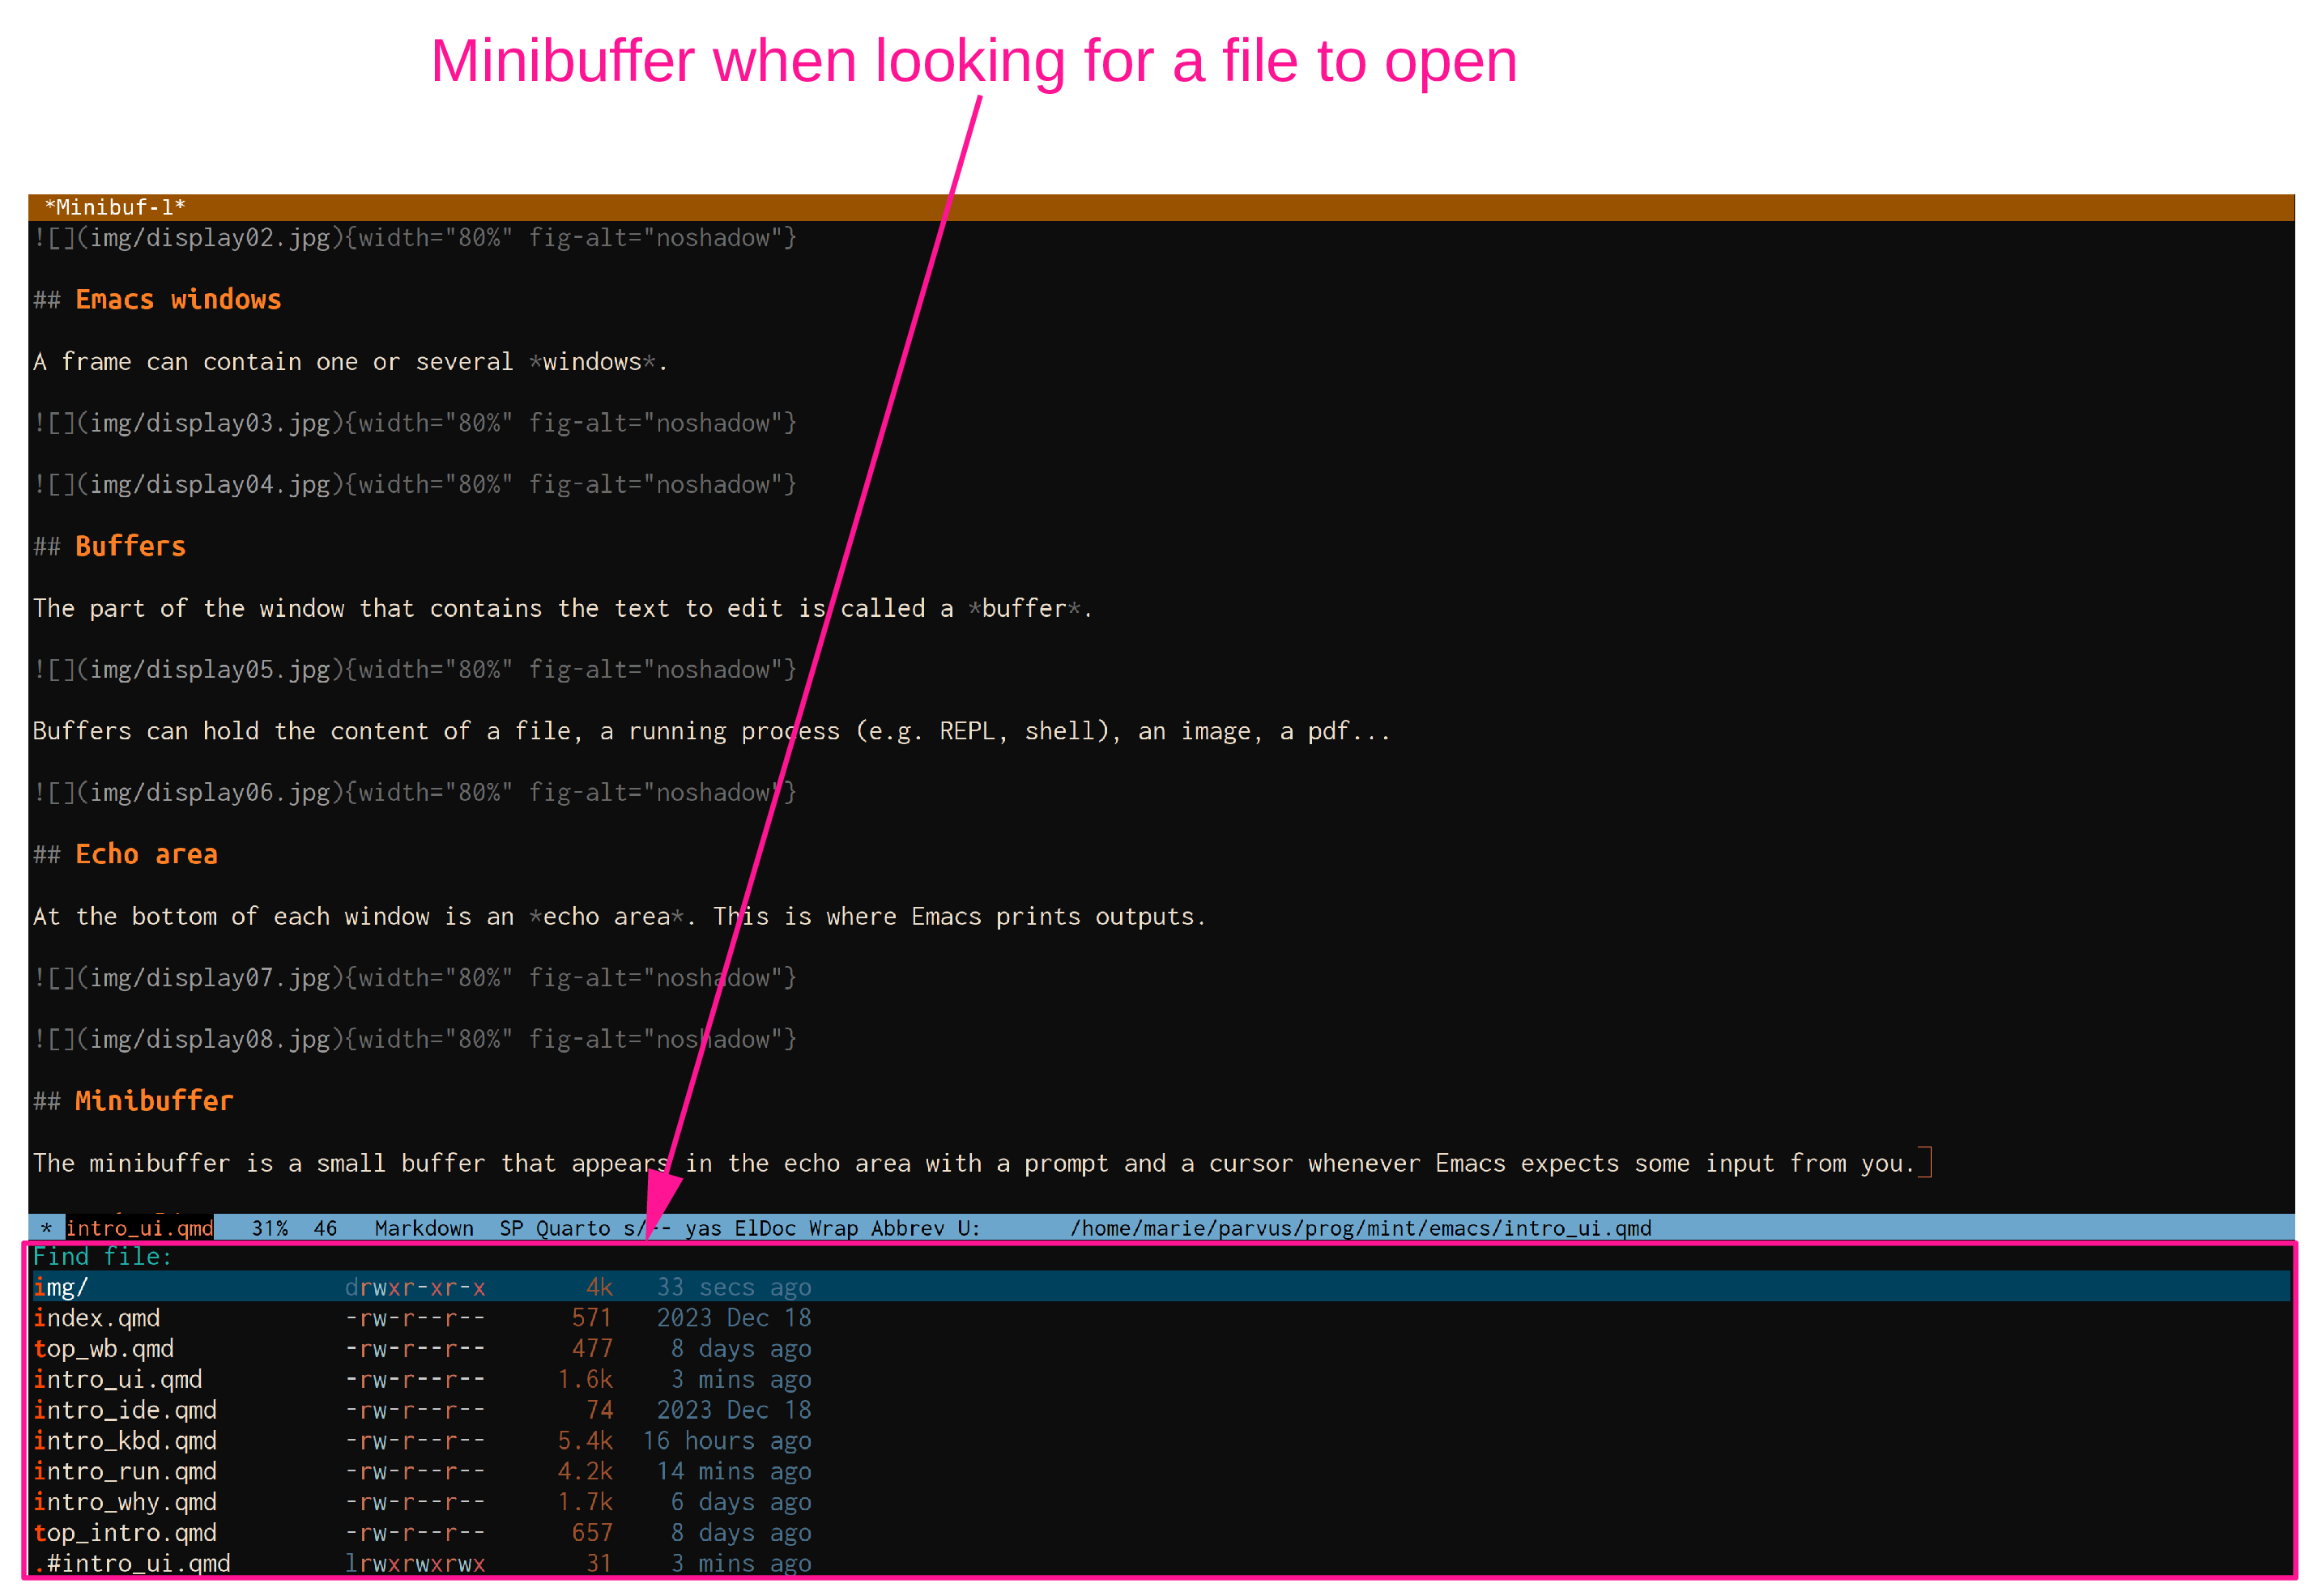 Minibuffer when looking for a file to open
*Minibuf-1*
![](img/display02.jpg){width="80%" fig-alt="noshadow"}
## Emacs windows
A frame can contain one or several *windows*.
![](img/display03.jpg){width="80%" fig-alt="noshadow"}
![](img/display04.jpg){width="80%" fig-alt="noshadow"}
## Buffers
The part of the window that contains the text to edit is called a *buffer*.
![](img/display05.jpg){width="80%" fig-alt="noshadow"}
Buffers can hold the content of a file, a running process (e.g. REPL, shell), an image, a pdf...
![](img/display06.jpg){width="80%" fig-alt="noshadow"}
## Echo area
At the bottom of each window is an *echo area*. This is where Emacs prints outputs.
![](img/display07.jpg){width="80%" fig-alt="noshadow"}
![](img/display08.jpg){width="80%" fig-alt="noshadow"}
## Minibuffer
The minibuffer is a small buffer that appears in the echo area with a prompt and a cursor whenever Emacs expects some input from you.
* intro_ui.qmd 31% 46 Markdown SP Quarto yas ElDoc Wrap Abbrev U: /home/marie/parvus/prog/mint/emacs/intro_ui.qmd
Find file:
img/ drwxr-xr-x 4k 33 secs ago
index.qmd -rw-r--r-- 571 2023 Dec 18
top_wb.qmd -rw-r--r-- 477 8 days ago
intro_ui.qmd -rw-r--r-- 1.6k 3 mins ago
intro_ide.qmd -rw-r--r-- 74 2023 Dec 18
intro_kbd.qmd -rw-r--r-- 5.4k 16 hours ago
intro_run.qmd -rw-r--r-- 4.2k 14 mins ago
intro_why.qmd -rw-r--r-- 1.7k 6 days ago
top_intro.qmd -rw-r--r-- 657 8 days ago
.#intro_ui.qmd lrwxrwxrwx 31 3 mins ago